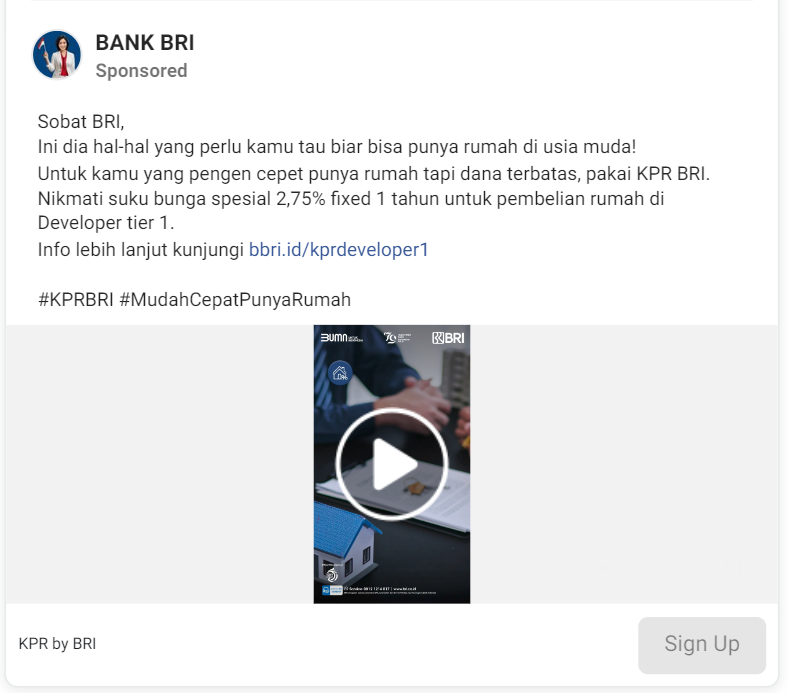 BANK BRI
Sponsored
Sobat BRI,
Ini dia hal-hal yang perlu kamu tau biar bisa punya rumah di usia muda!
Untuk kamu yang pengen cepet punya rumah tapi dana terbatas, pakai KPR BRI.
Nikmati suku bunga spesial 2,75% fixed 1 tahun untuk pembelian rumah di
Developer tier 1.
Info lebih lanjut kunjungi bbri.id/kprdeveloper1
#KPRBRI #MudahCepatPunyaRumah
BUMN
79
BRI
KPR by BRI
Sign Up